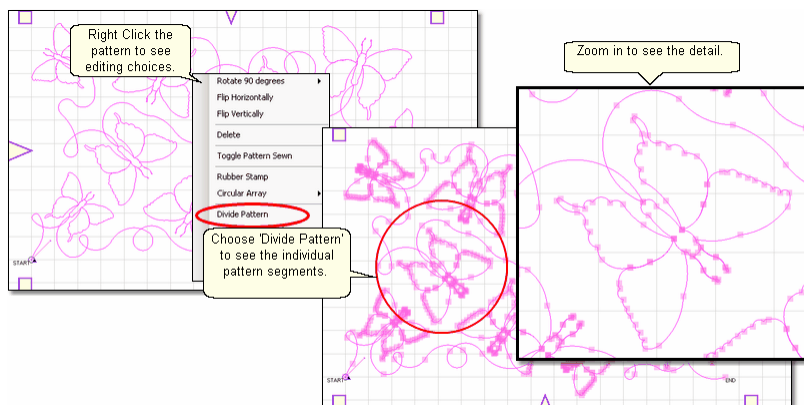 Right Click the
pattern to see
editing choices.
Zoom in to see the detail.
Rotate 90 degrees
Flip Horizontally
Flip Vertically
Delete
Toggle Pattern Sewn
Rubber Stamp
Circular Array
Divide Pattern
Choose 'Divide Pattern'
to see the individual
pattern segments.
START
START
END